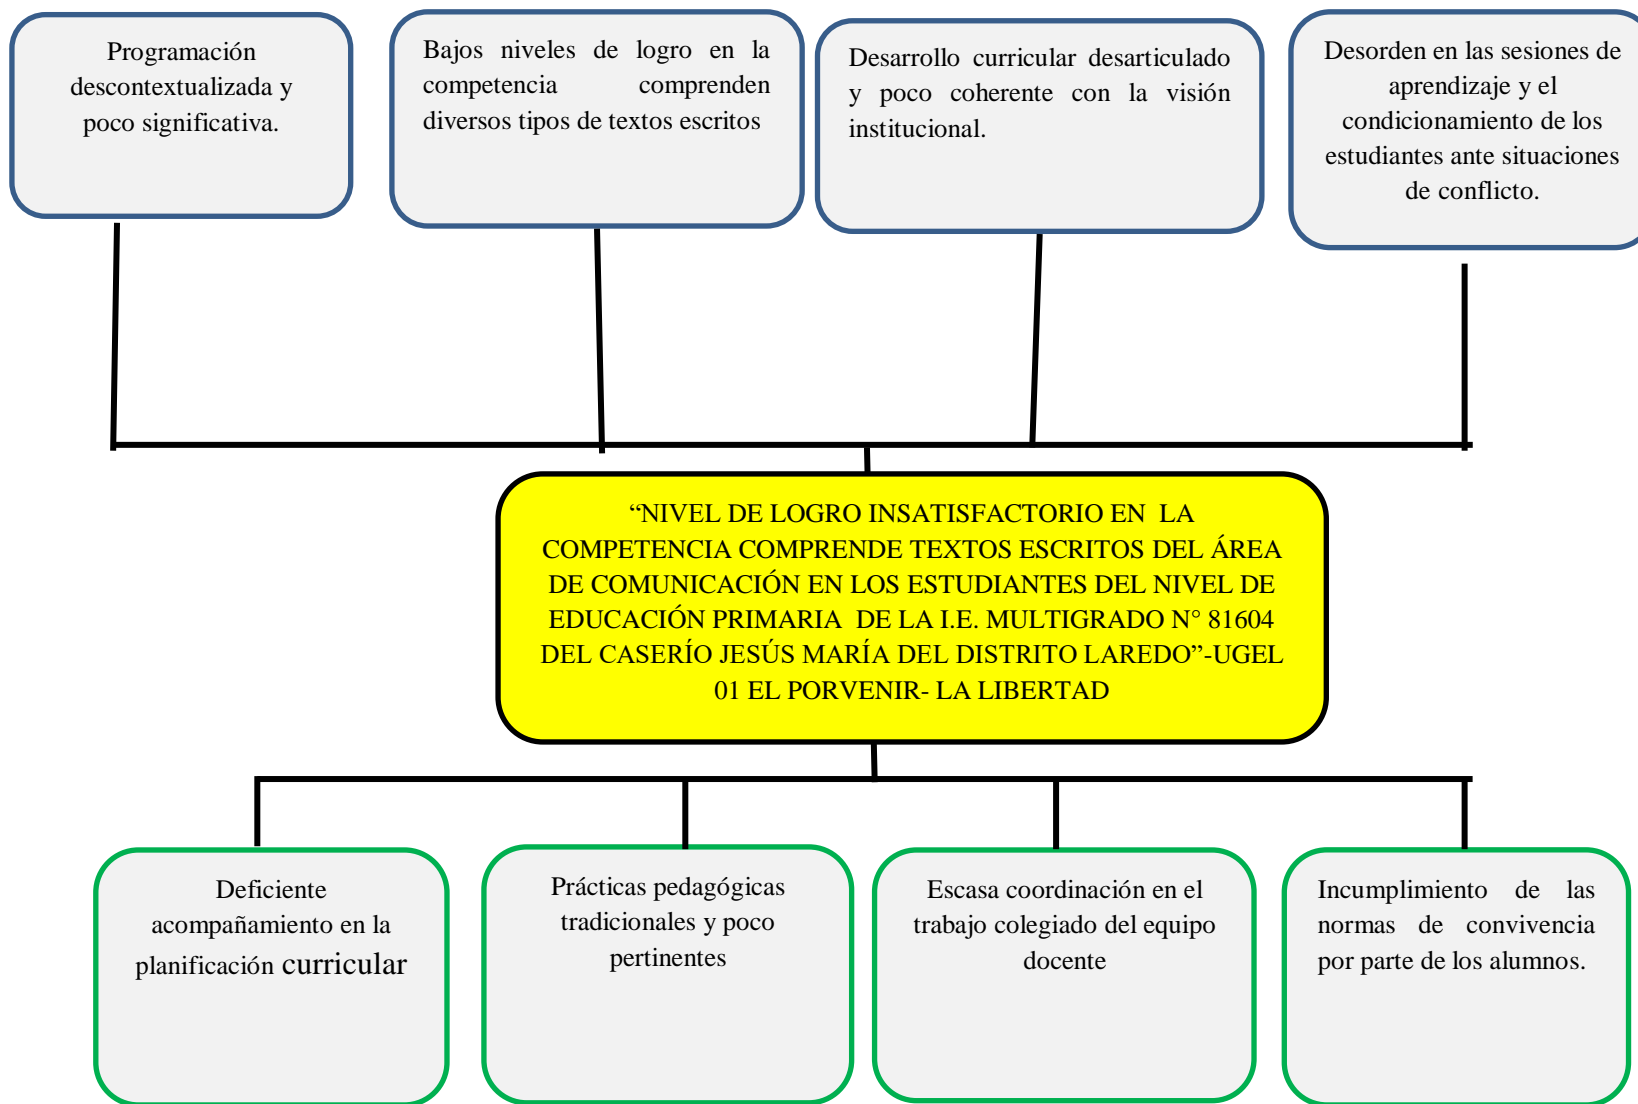 Programación
descontextualizada y
poco significativa.
Bajos niveles de logro en la
competencia comprenden
diversos tipos de textos escritos
Desarrollo curricular desarticulado
y poco coherente con la visión
institucional.
Desorden en las sesiones de
aprendizaje y el
condicionamiento de los
estudiantes ante situaciones
de conflicto.
“NIVEL DE LOGRO INSATISFACTORIO EN LA
COMPETENCIA COMPRENDE TEXTOS ESCRITOS DEL ÁREA
DE COMUNICACIÓN EN LOS ESTUDIANTES DEL NIVEL DE
EDUCACIÓN PRIMARIA DE LA I.E. MULTIGRADO N° 81604
DEL CASERÍO JESÚS MARÍA DEL DISTRITO LAREDO”-UGEL
01 EL PORVENIR- LA LIBERTAD
Deficiente
acompañamiento en la
planificación curricular
Prácticas pedagógicas
tradicionales y poco
pertinentes
Escasa coordinación en el
trabajo colegiado del equipo
docente
Incumplimiento de las
normas de convivencia
por parte de los alumnos.